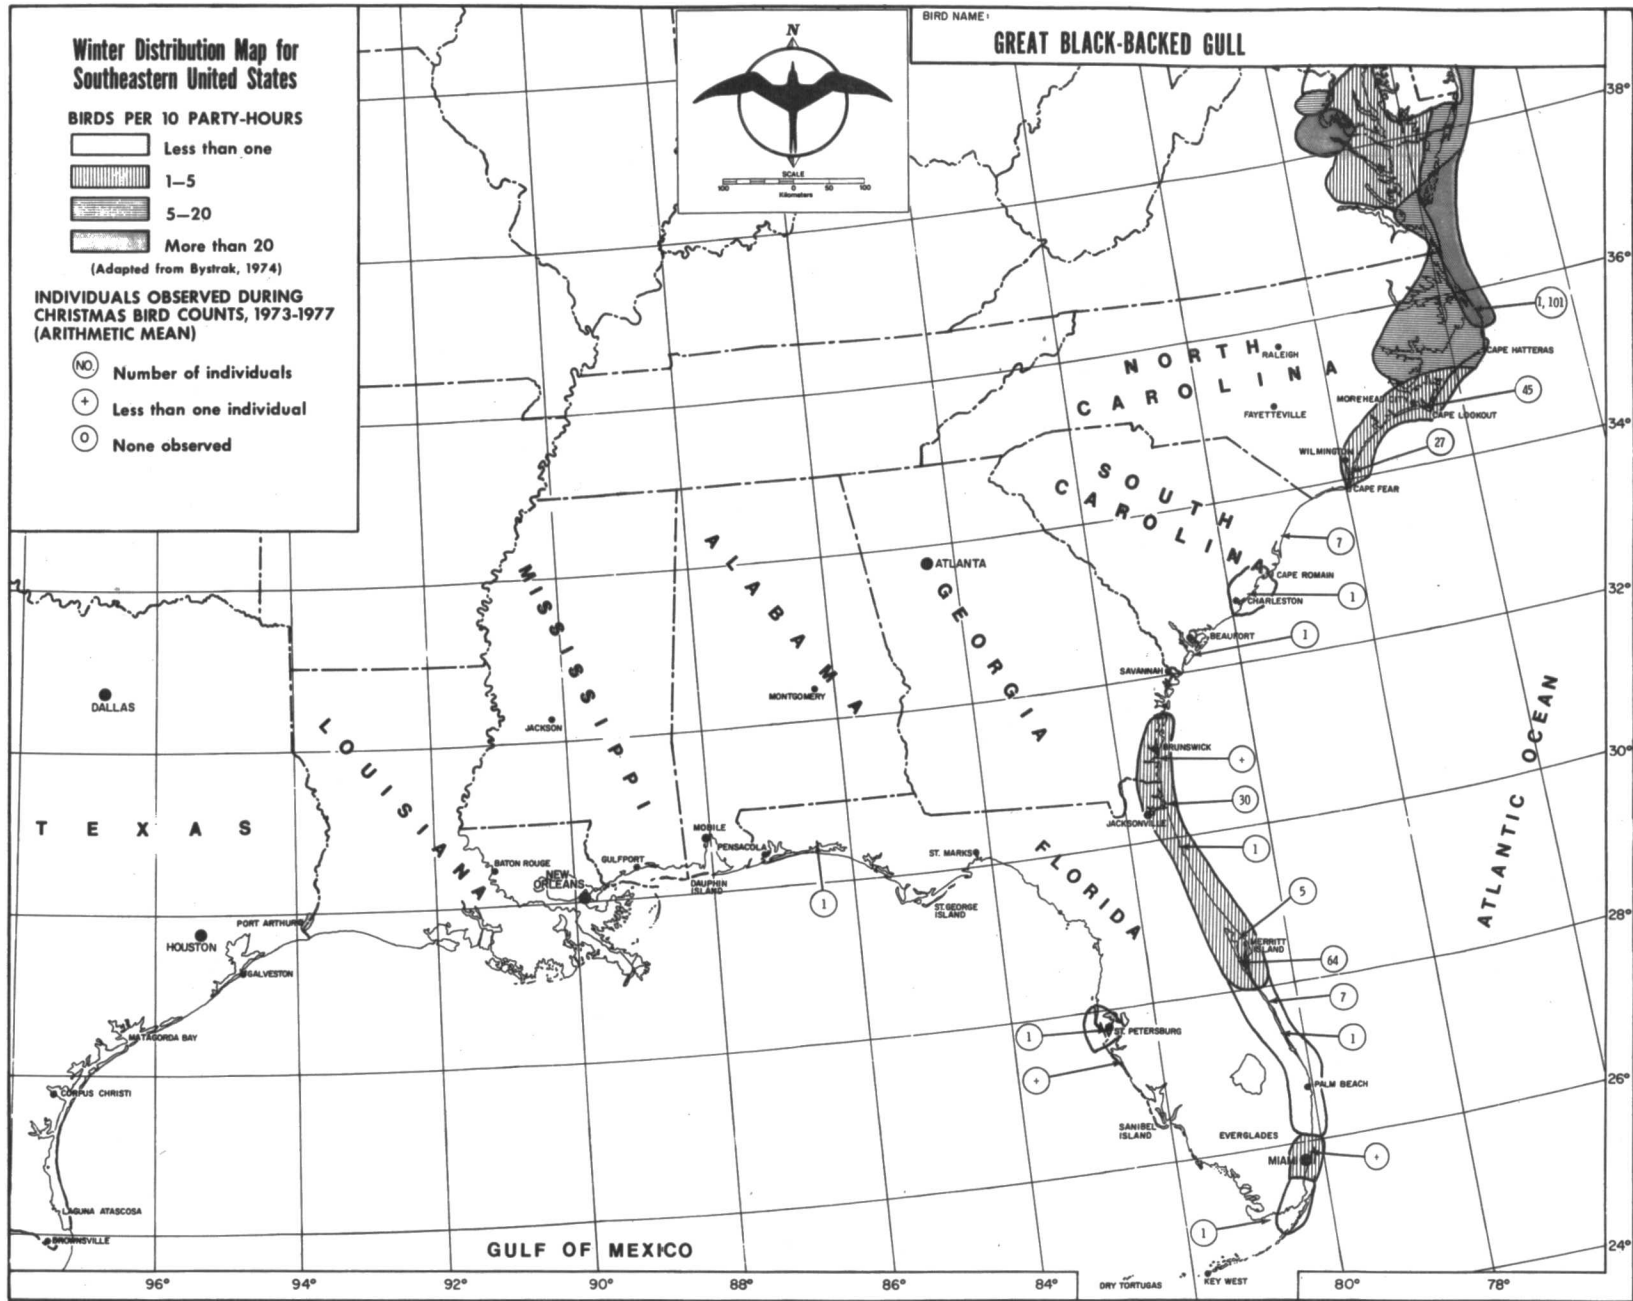 Winter Distribution Map for
Southeastern United States
BIRDS PER 10 PARTY-HOURS
Less than one
1–5
5–20
More than 20
(Adapted from Bystrak, 1974)
INDIVIDUALS OBSERVED DURING
CHRISTMAS BIRD COUNTS, 1973-1977
(ARITHMETIC MEAN)
NO. Number of individuals
+ Less than one individual
O None observed
N
SCALE
100 0 50 100
Kilometers
BIRD NAME:
GREAT BLACK-BACKED GULL
38°
36°
1,101
NORTH
RALEIGH
CAPE HATTERAS
CAROLINA
MOREHEAD CITY
45
FAYETTEVILLE
CAPE LOOKOUT
34°
27
WILMINGTON
CAPE FEAR
SOUTH
CAROLINA
7
CAPE ROMAIN
CHARLESTON
1
32°
BEAUFORT
1
SAVANNAH
MISSISSIPPI
ALABAMA
ATLANTA
GEORGIA
MONTGOMERY
JACKSON
DALLAS
LOUISIANA
TEXAS
BRUNSWICK
+
30°
30
JACKSONVILLE
1
ATLANTIC OCEAN
MOBILE
PENSACOLA
GULFPORT
BATON ROUGE
NEW
ORLEANS
DAUPHIN
ISLAND
1
ST. MARKS
ST. GEORGE
ISLAND
FLORIDA
5
28°
MERRITT
ISLAND
64
7
1
PORT ARTHUR
HOUSTON
GALVESTON
MATAGORDA BAY
CORPUS CHRISTI
LAGUNA ATASCOSA
BROWNSVILLE
1
ST. PETERSBURG
+
26°
PALM BEACH
SANIBEL
ISLAND
EVERGLADES
MIAMI
+
1
24°
GULF OF MEXICO
DRY TORTUGAS
KEY WEST
96°
94°
92°
90°
88°
86°
84°
80°
78°